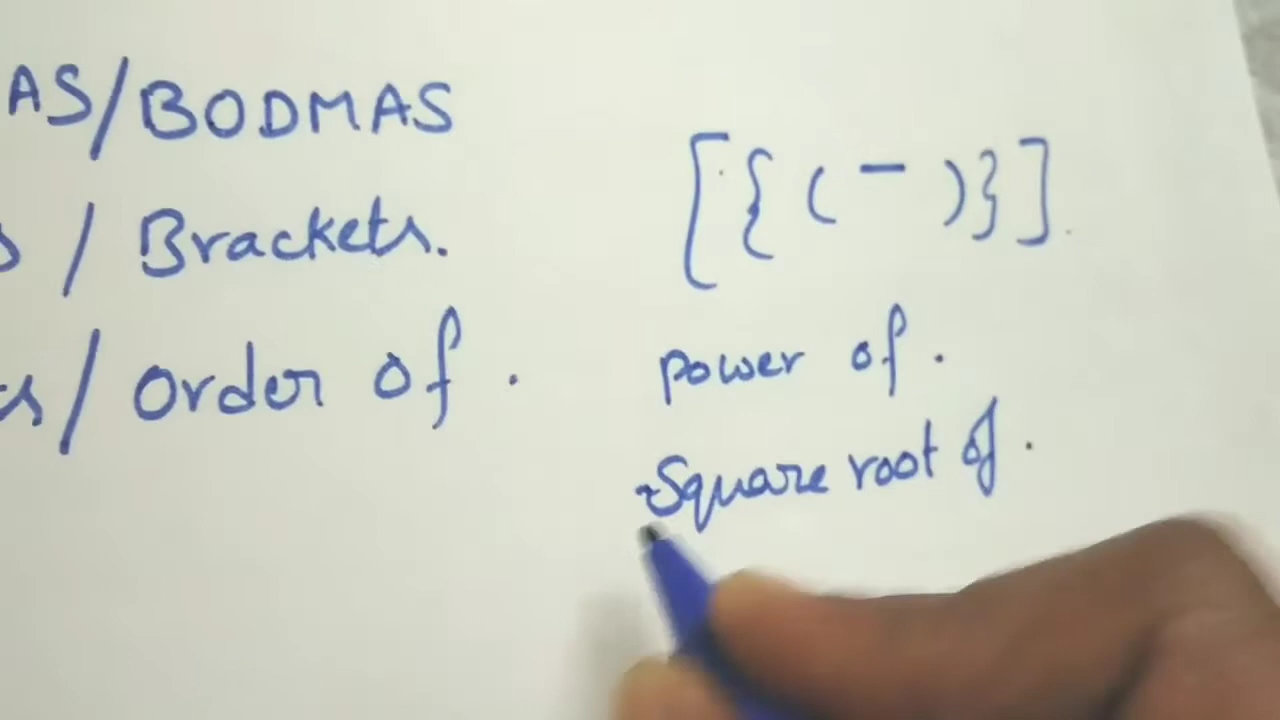 AS/BODMAS
/ Brackets.
[{( - )}]
/ Order of .
power of .
Square root of .